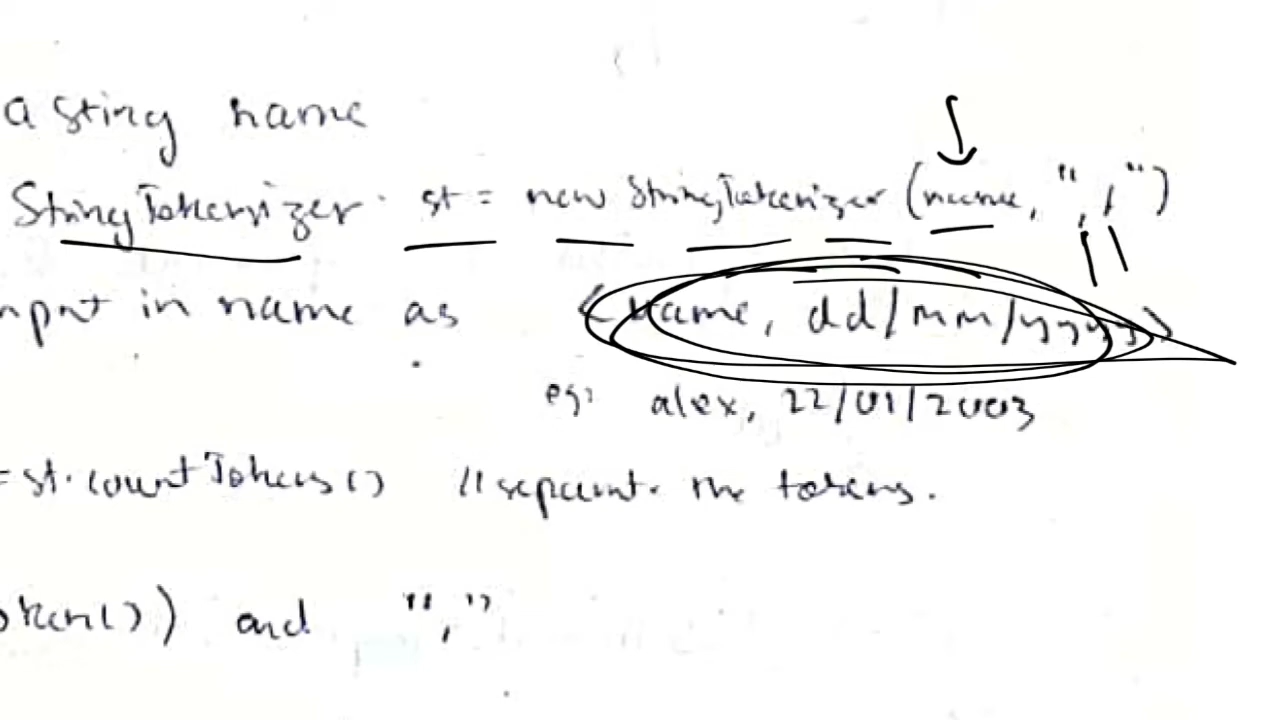 a string name
StringTokenizer st = new StringTokenizer (name, ",")
input in name as <name, dd/mm/yyyy>
eg: alex, 22/01/2003
= st.countTokens() // separate the tokens.
oken()) and ","